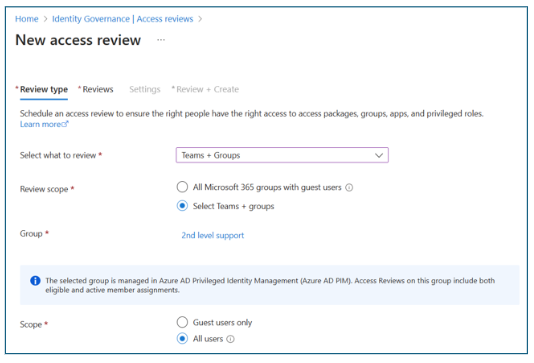 Home > Identity Governance | Access reviews >
New access review ...
*Review type *Reviews Settings *Review + Create
Schedule an access review to ensure the right people have the right access to access packages, groups, apps, and privileged roles.
Learn more
Select what to review *
Teams + Groups
Review scope *
All Microsoft 365 groups with guest users
Select Teams + groups
Group *
2nd level support
The selected group is managed in Azure AD Privileged Identity Management (Azure AD PIM). Access Reviews on this group include both
eligible and active member assignments.
Scope *
Guest users only
All users